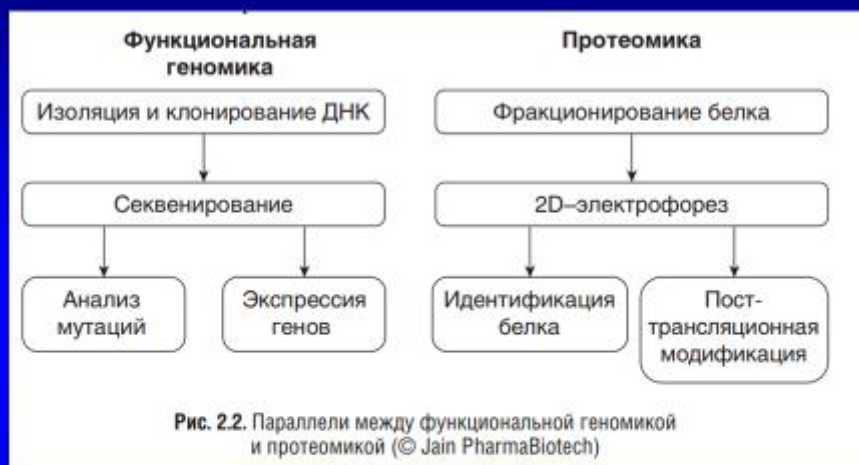 Функциональная
геномика
Изоляция и клонирование ДНК
Секвенирование
Анализ
мутаций
Экспрессия
генов
Протеомика
Фракционирование белка
2D–электрофорез
Идентификация
белка
Пост-
трансляционная
модификация
Рис. 2.2. Параллели между функциональной геномикой
и протеомикой (© Jain PharmaBiotech)